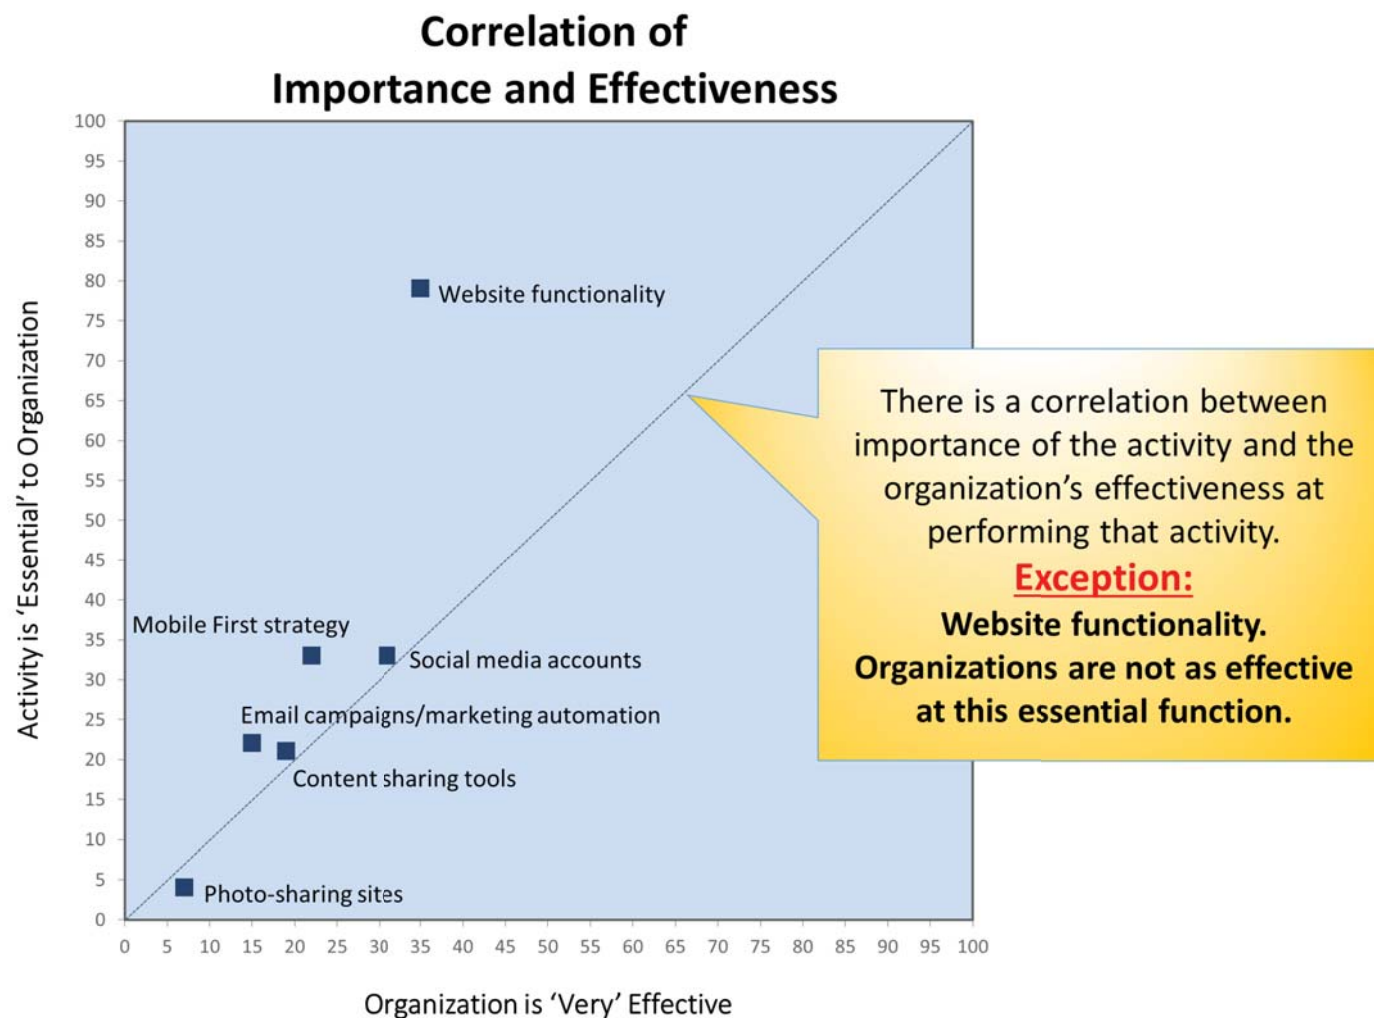 Correlation of
Importance and Effectiveness
Activity is ‘Essential’ to Organization
100
95
90
85
80
75
70
65
60
55
50
45
40
35
30
25
20
15
10
5
0
Website functionality
Mobile First strategy
Social media accounts
Email campaigns/marketing automation
Content sharing tools
Photo-sharing sites
0 5 10 15 20 25 30 35 40 45 50 55 60 65 70 75 80 85 90 95 100
Organization is ‘Very’ Effective
There is a correlation between
importance of the activity and the
organization’s effectiveness at
performing that activity.
Exception:
Website functionality.
Organizations are not as effective
at this essential function.